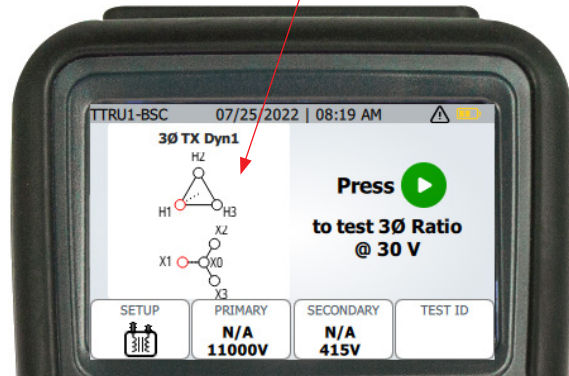 TTRU1-BSC 07/25/2022 | 08:19 AM
3Ø TX Dyn1
H2
H1 H3
X2
X1 X0
X3
Press
to test 3Ø Ratio
@ 30 V
SETUP PRIMARY SECONDARY TEST ID
N/A N/A
11000V 415V